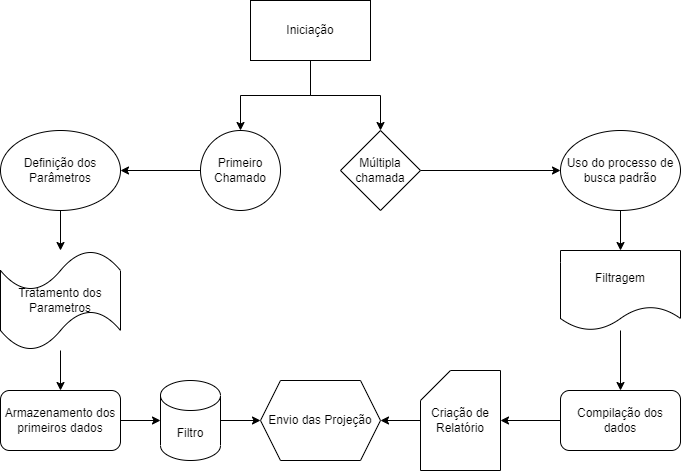 Iniciação
Definição dos
Parâmetros
Primeiro
Chamado
Múltipla
chamada
Uso do processo de
busca padrão
Tratamento dos
Parametros
Filtragem
Armazenamento dos
primeiros dados
Filtro
Envio das Projeção
Criação de
Relatório
Compilação dos
dados